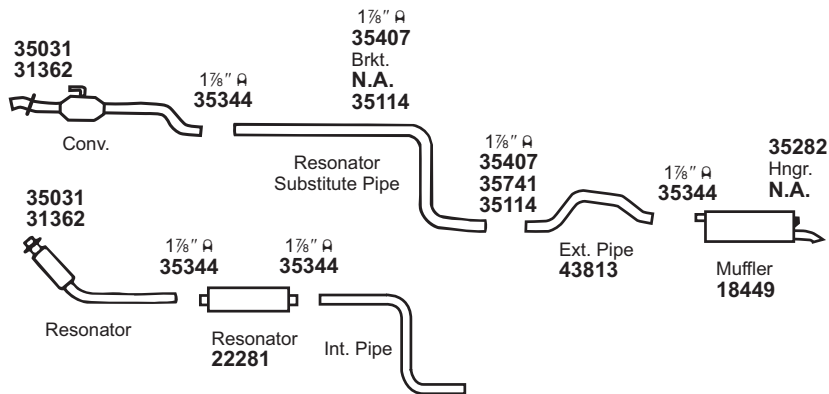 35031
31362
Conv.
1⅞″
35344
1⅞″
35407
Brkt.
N.A.
35114
Resonator
Substitute Pipe
1⅞″
35407
35741
35114
Ext. Pipe
43813
1⅞″
35344
35282
Hngr.
N.A.
Muffler
18449
35031
31362
Resonator
1⅞″
35344
Resonator
22281
1⅞″
35344
Int. Pipe